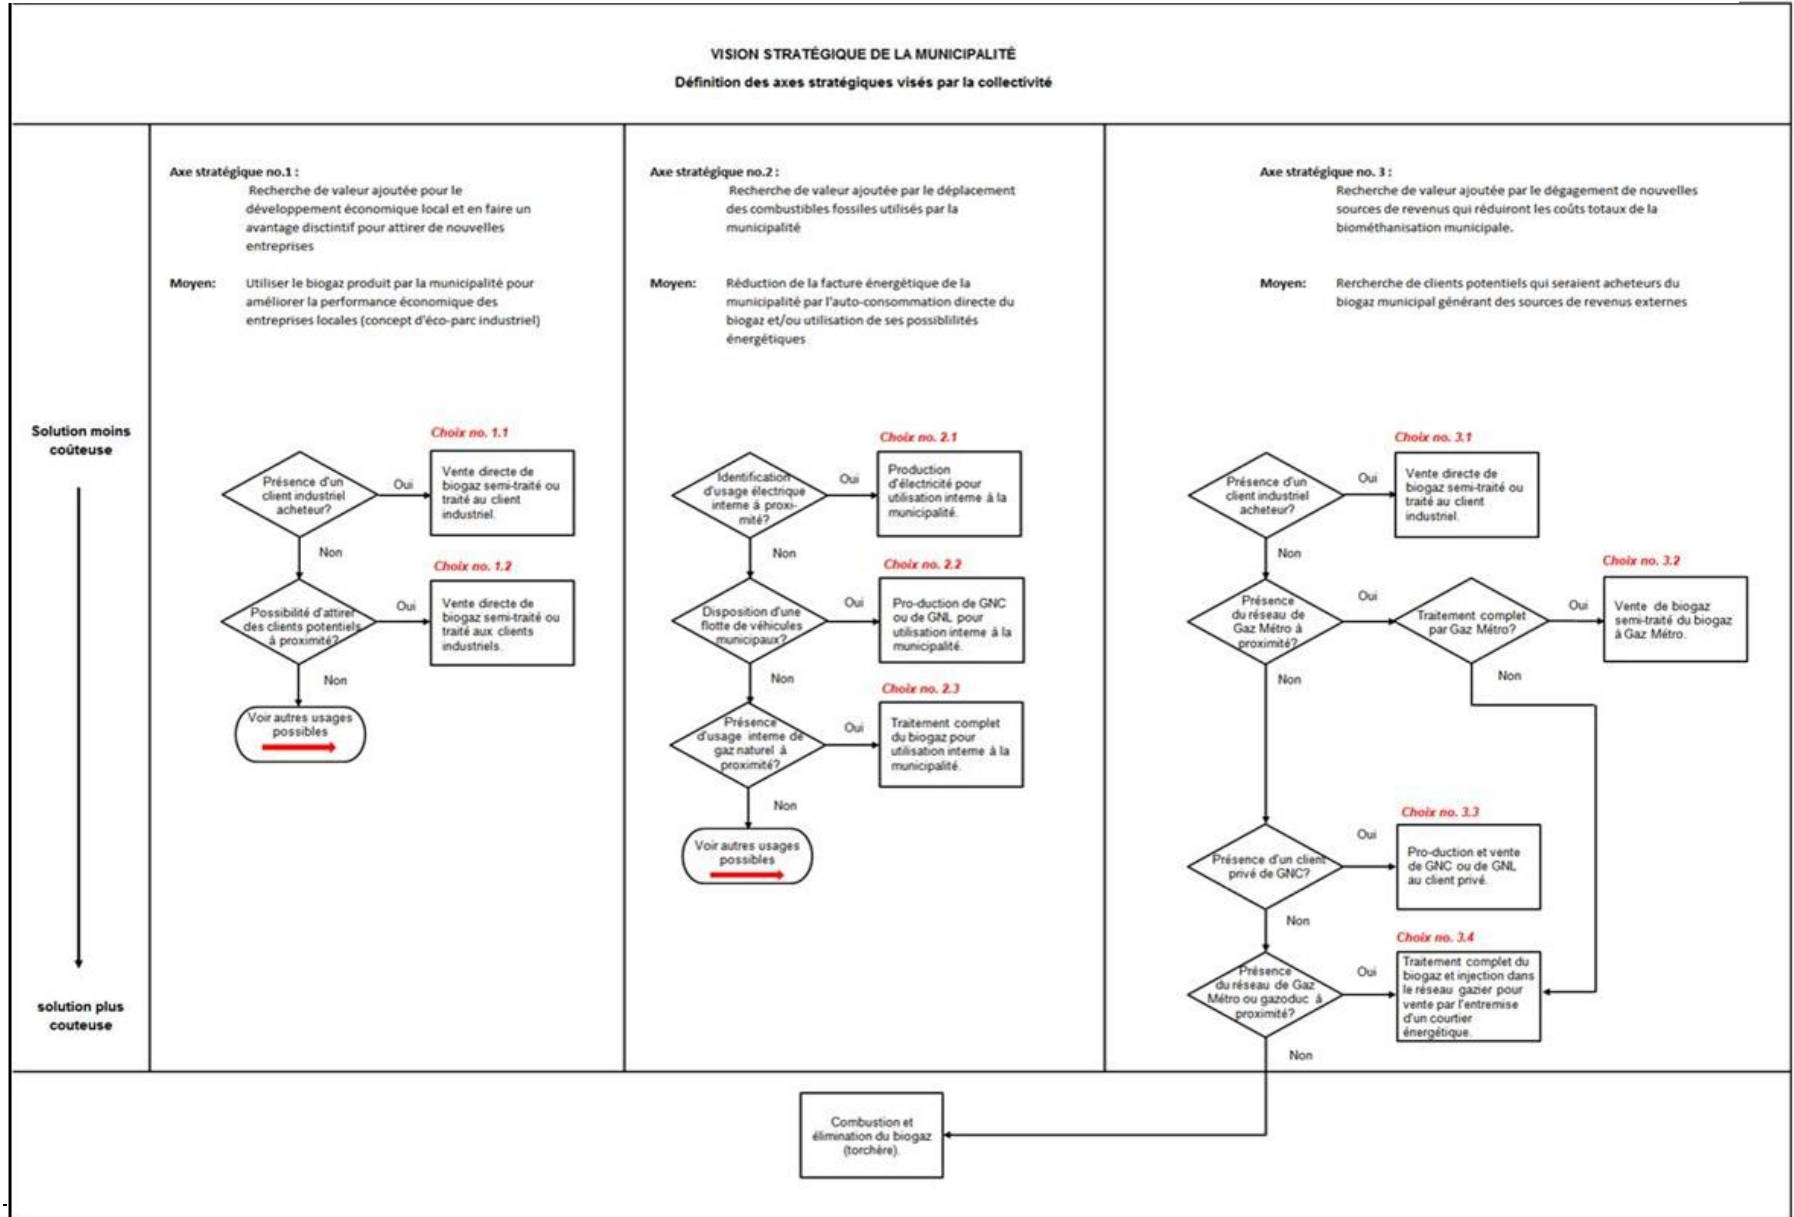 VISION STRATÉGIQUE DE LA MUNICIPALITÉ
Définition des axes stratégiques visés par la collectivité
Solution moins
coûteuse
solution plus
couteuse
Axe stratégique no.1 :
Recherche de valeur ajoutée pour le
développement économique local et en faire un
avantage disctintif pour attirer de nouvelles
entreprises
Moyen: Utiliser le biogaz produit par la municipalité pour
améliorer la performance économique des
entreprises locales (concept d'éco-parc industriel)
Choix no. 1.1
Présence d'un
client industriel
acheteur?
Oui
Vente directe de
biogaz semi-traité ou
traité au client
industriel.
Non
Choix no. 1.2
Possibilité d'attirer
des clients potentiels
à proximité?
Oui
Vente directe de
biogaz semi-traité ou
traité aux clients
industriels.
Non
Voir autres usages
possibles
Axe stratégique no.2 :
Recherche de valeur ajoutée par le déplacement
des combustibles fossiles utilisés par la
municipalité
Moyen: Réduction de la facture énergétique de la
municipalité par l'auto-consommation directe du
biogaz et/ou utilisation de ses possiblilités
énergétiques
Choix no. 2.1
Identification
d'usage électrique
interne à proxi-
mité?
Oui
Production
d'électricité pour
utilisation interne à la
municipalité.
Non
Choix no. 2.2
Disposition d'une
flotte de véhicules
municipaux?
Oui
Pro-duction de GNC
ou de GNL pour
utilisation interne à la
municipalité.
Non
Choix no. 2.3
Présence
d'usage interne de
gaz naturel à
proximité?
Oui
Traitement complet
du biogaz pour
utilisation interne à la
municipalité.
Non
Voir autres usages
possibles
Axe stratégique no. 3 :
Recherche de valeur ajoutée par le dégagement de nouvelles
sources de revenus qui réduiront les coûts totaux de la
biométhanisation municipale.
Moyen: Rercherche de clients potentiels qui seraient acheteurs du
biogaz municipal générant des sources de revenus externes
Choix no. 3.1
Présence d'un
client industriel
acheteur?
Oui
Vente directe de
biogaz semi-traité ou
traité au client
industriel.
Non
Choix no. 3.2
Présence
du réseau de
Gaz Métro à
proximité?
Oui
Traitement complet
par Gaz Métro?
Oui
Vente de biogaz
semi-traité du biogaz
à Gaz Métro.
Non
Non
Choix no. 3.3
Présence d'un client
privé de GNC?
Oui
Pro-duction et vente
de GNC ou de GNL
au client privé.
Non
Choix no. 3.4
Présence
du réseau de Gaz
Métro ou gazoduc à
proximité?
Oui
Traitement complet du
biogaz et injection dans
le réseau gazier pour
vente par l'entremise
d'un courtier
énergétique.
Non
Combustion et
élimination du biogaz
(torchère).